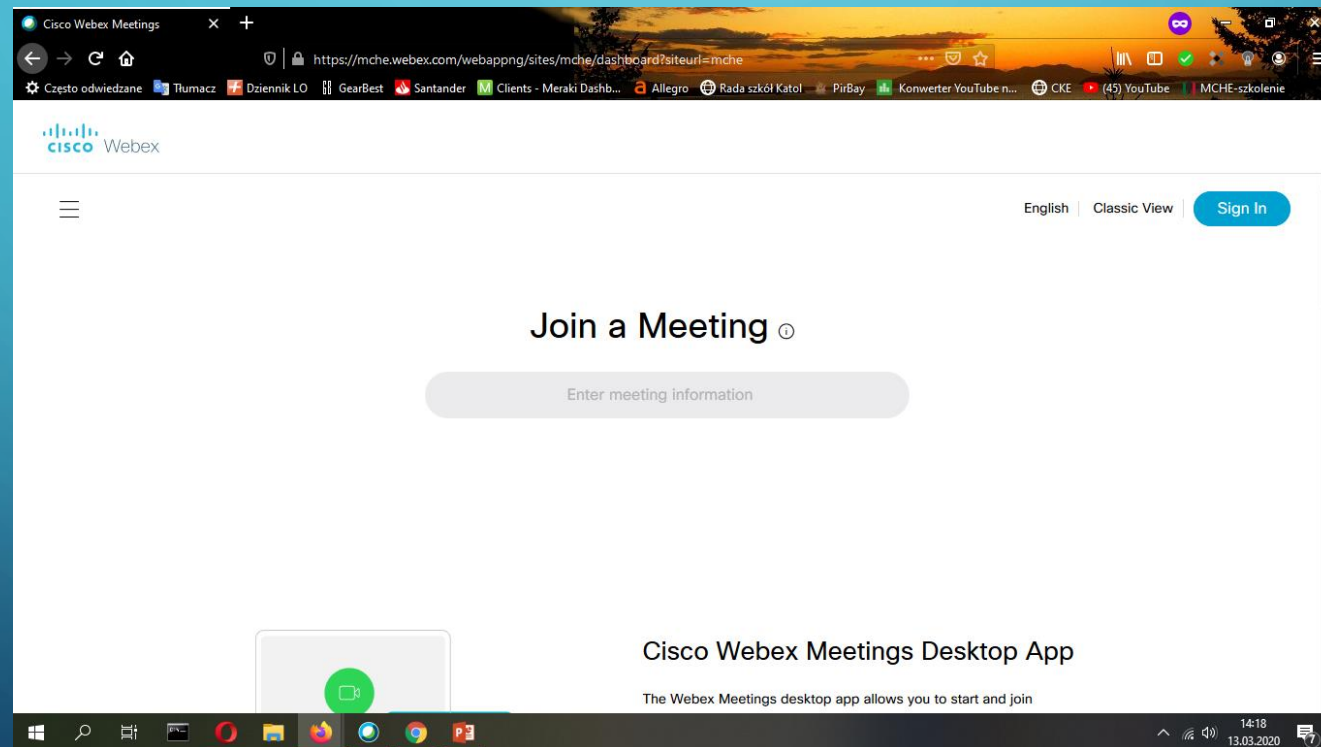 Cisco Webex Meetings
https://mche.webex.com/webappng/sites/mche/dashboard?siteurl=mche
Często odwiedzane Tłumacz Dziennik LO GearBest Santander Clients - Meraki Dashb... Allegro Rada szkół Katol PirBay Konwerter YouTube n... CKE (45) YouTube MCHE-szkolenie
cisco Webex
English Classic View Sign In
Join a Meeting
Enter meeting information
Cisco Webex Meetings Desktop App
The Webex Meetings desktop app allows you to start and join
14:18
13.03.2020
7